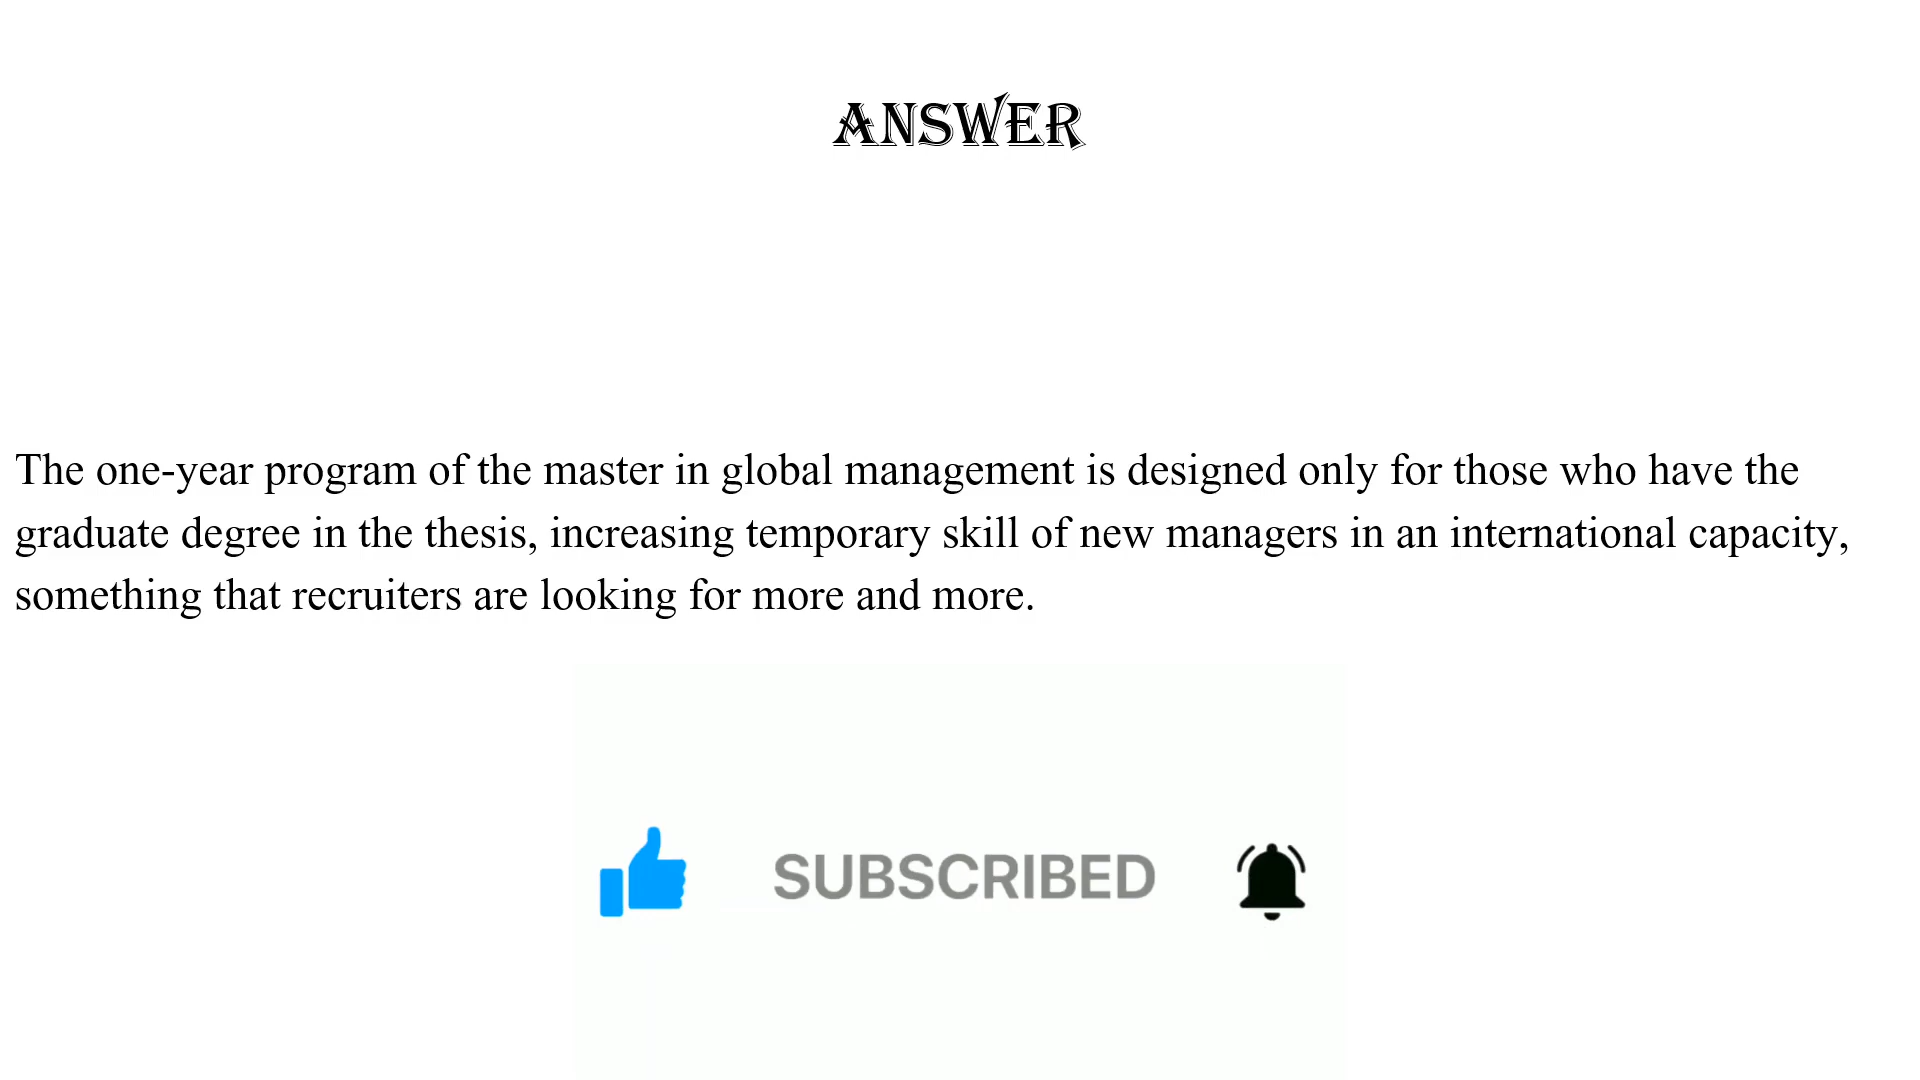 ANSWER
The one-year program of the master in global management is designed only for those who have the
graduate degree in the thesis, increasing temporary skill of new managers in an international capacity,
something that recruiters are looking for more and more.
SUBSCRIBED